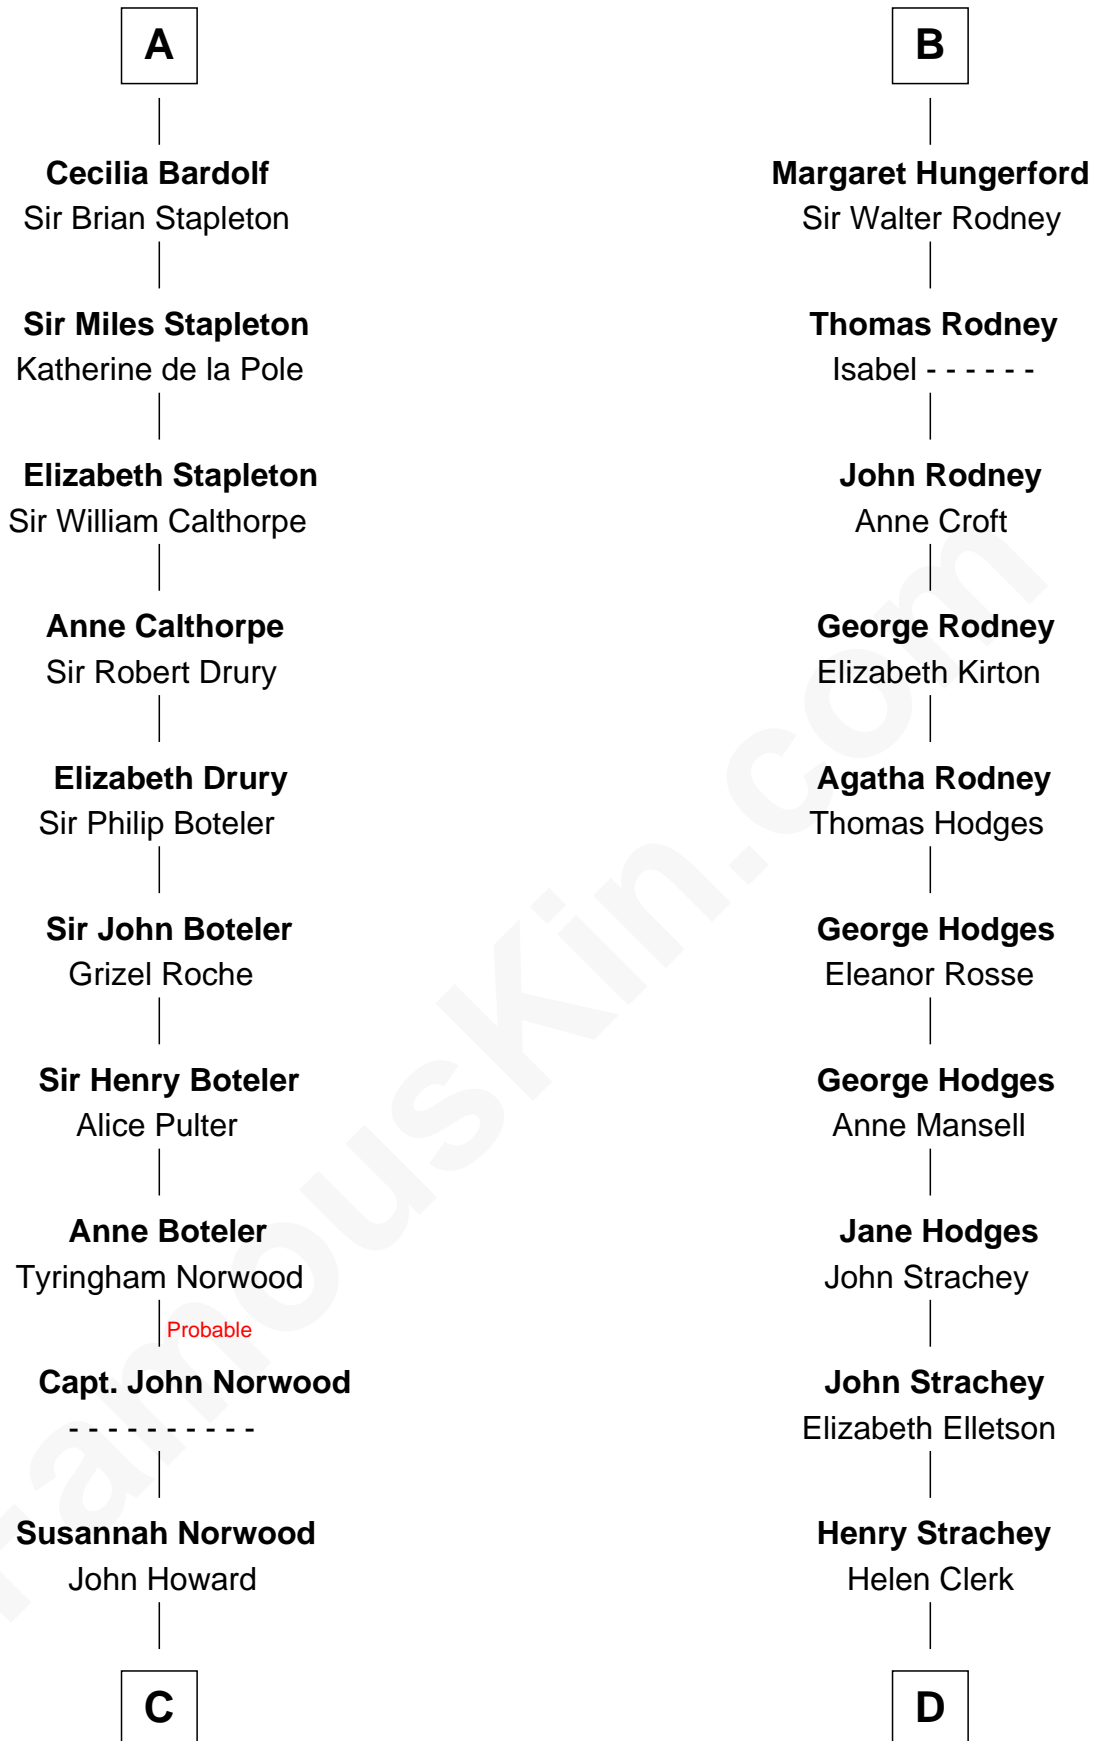 A
Cecilia Bardolf
Sir Brian Stapleton
Sir Miles Stapleton
Katherine de la Pole
Elizabeth Stapleton
Sir William Calthorpe
Anne Calthorpe
Sir Robert Drury
Elizabeth Drury
Sir Philip Boteler
Sir John Boteler
Grizel Roche
Sir Henry Boteler
Alice Pulter
Anne Boteler
Tyringham Norwood
Probable
Capt. John Norwood
- - - - - - - - - -
Susannah Norwood
John Howard
C
B
Margaret Hungerford
Sir Walter Rodney
Thomas Rodney
Isabel - - - - - -
John Rodney
Anne Croft
George Rodney
Elizabeth Kirton
Agatha Rodney
Thomas Hodges
George Hodges
Eleanor Rosse
George Hodges
Anne Mansell
Jane Hodges
John Strachey
John Strachey
Elizabeth Elletson
Henry Strachey
Helen Clerk
D
FamousKin.com